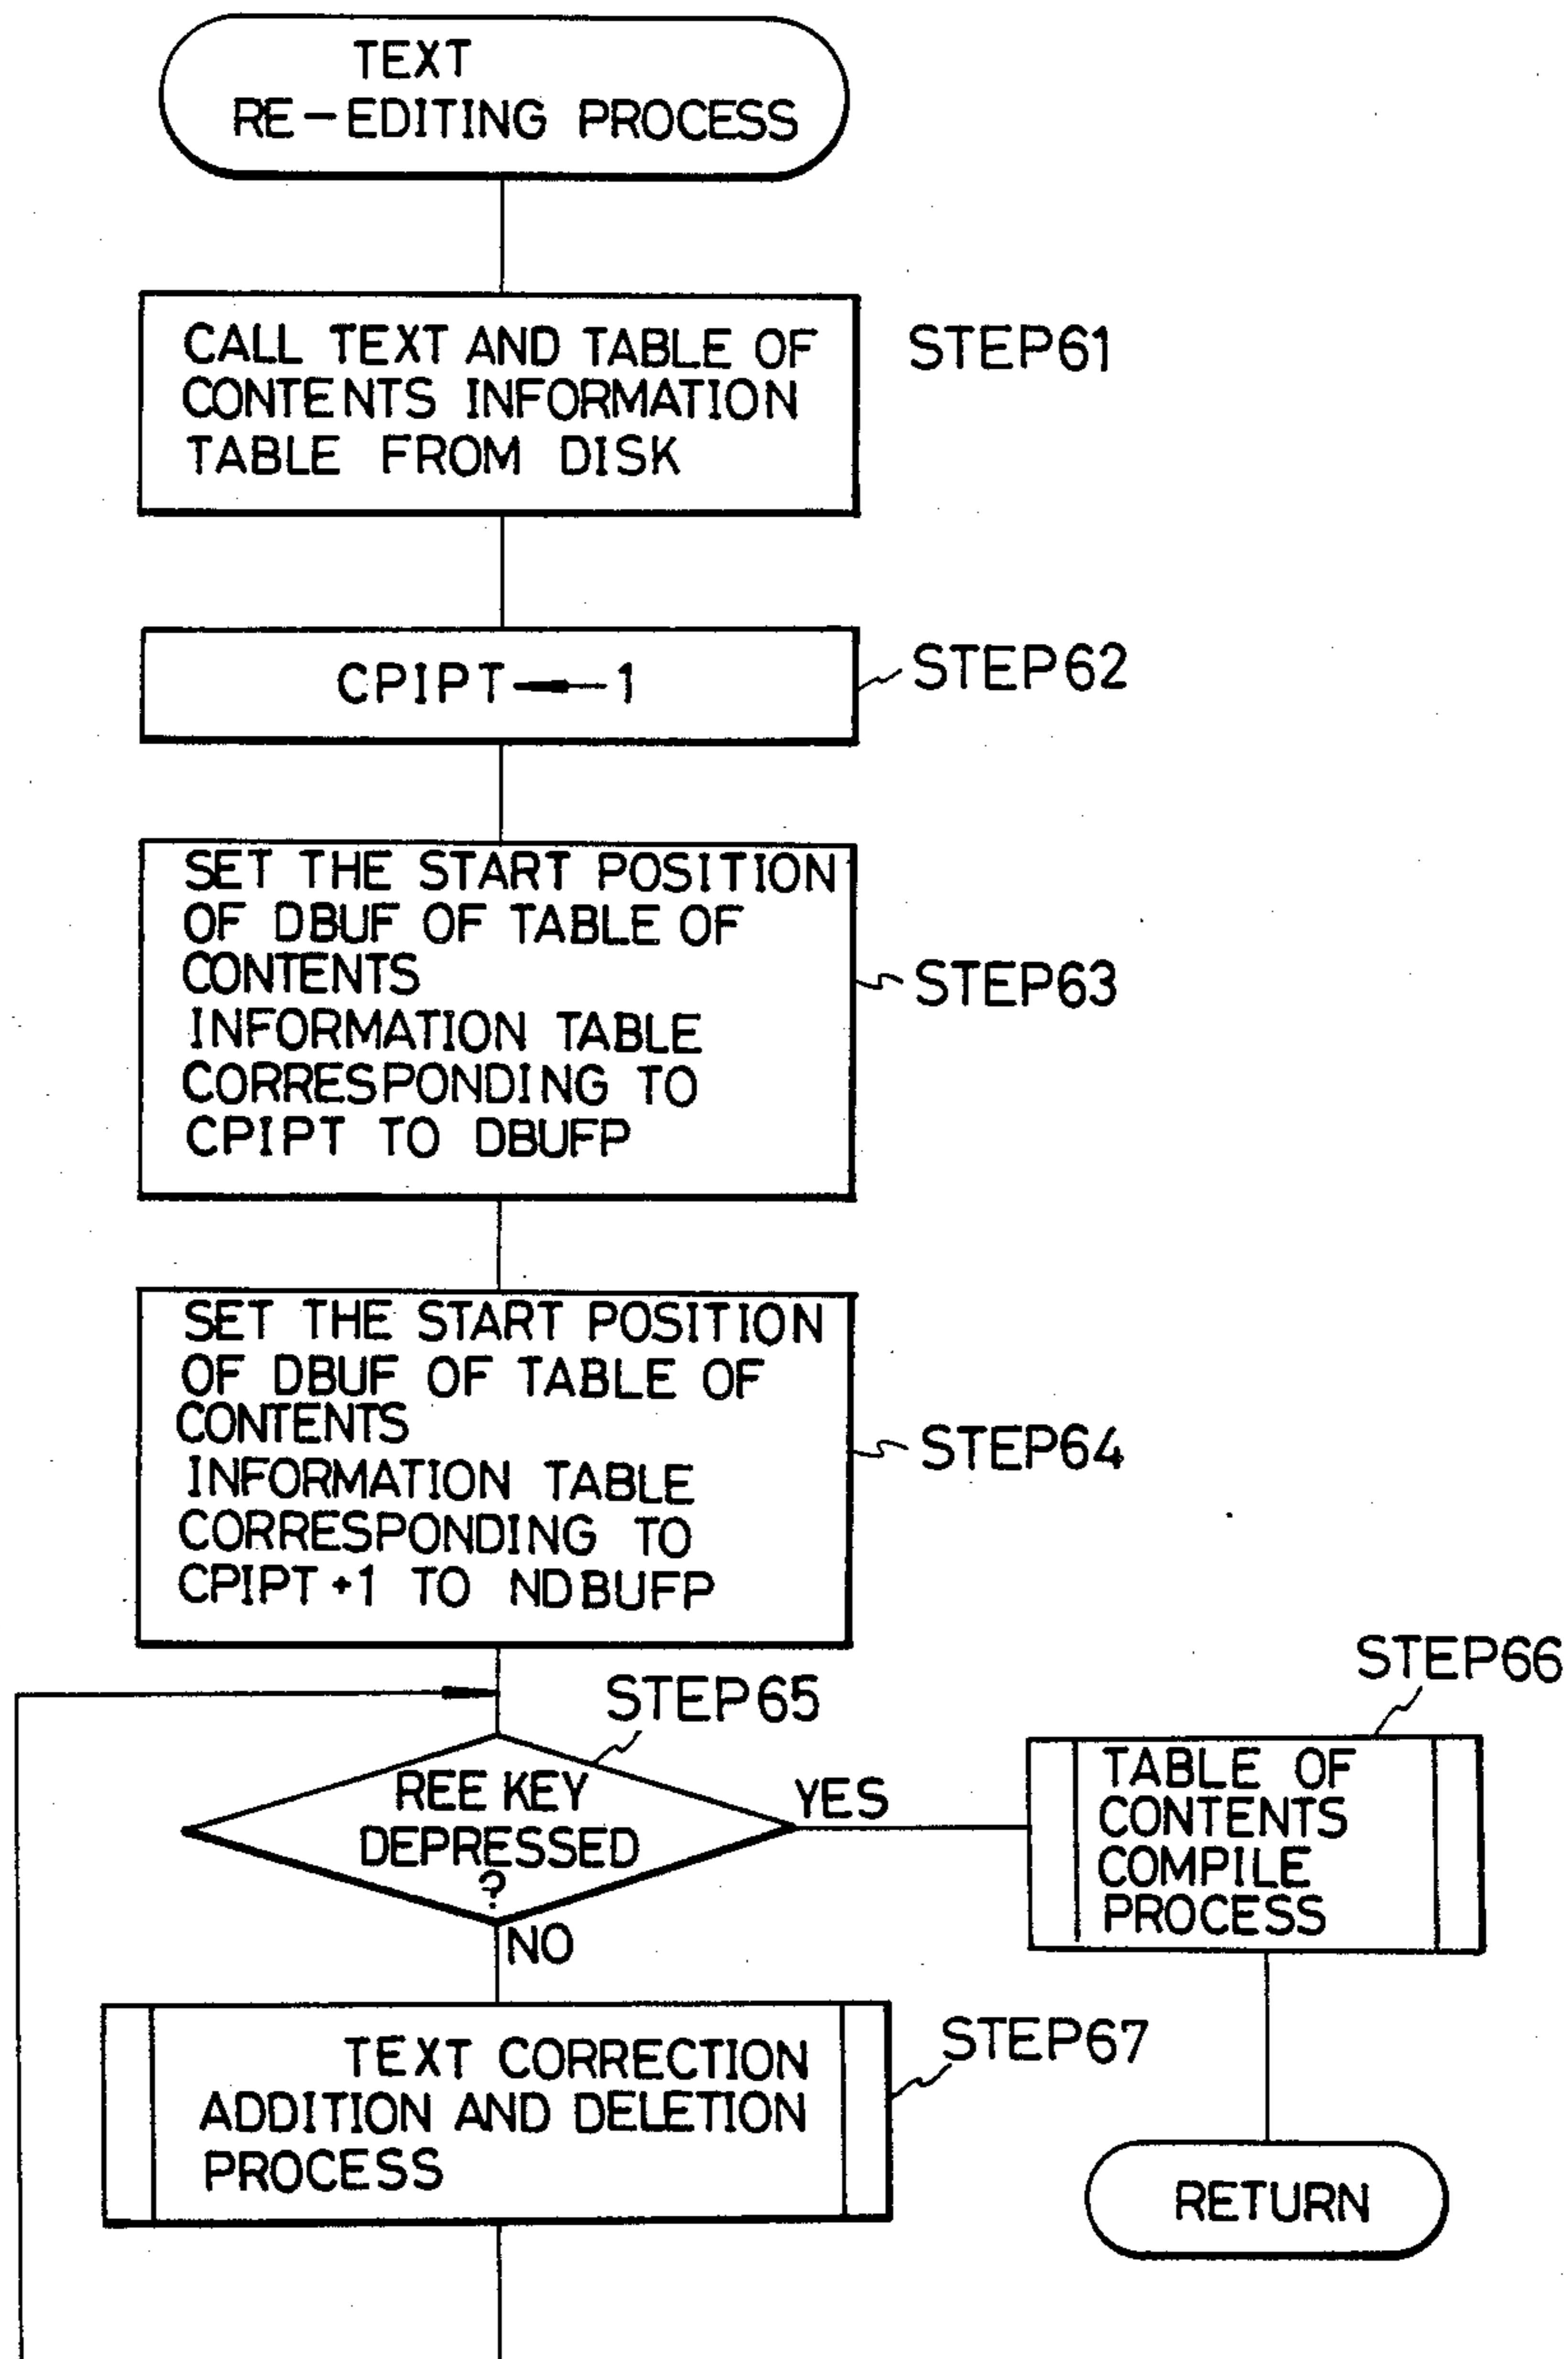 TEXT
RE-EDITING PROCESS
CALL TEXT AND TABLE OF
CONTENTS INFORMATION
TABLE FROM DISK
STEP61
CPIPT ← 1
STEP62
SET THE START POSITION
OF DBUF OF TABLE OF
CONTENTS
INFORMATION TABLE
CORRESPONDING TO
CPIPT TO DBUFP
STEP63
SET THE START POSITION
OF DBUF OF TABLE OF
CONTENTS
INFORMATION TABLE
CORRESPONDING TO
CPIPT+1 TO NDBUFP
STEP64
STEP65
REE KEY
DEPRESSED
?
YES
NO
STEP66
TABLE OF
CONTENTS
COMPILE
PROCESS
TEXT CORRECTION
ADDITION AND DELETION
PROCESS
STEP67
RETURN